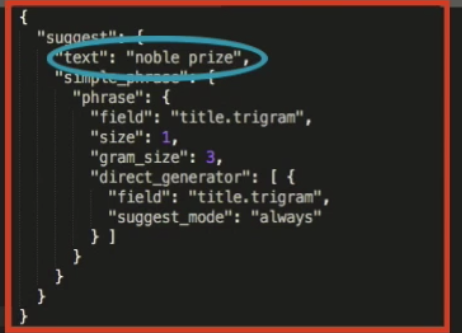 {
"suggest": {
"text": "noble prize",
"simple_phrase": {
"phrase": {
"field": "title.trigram",
"size": 1,
"gram_size": 3,
"direct_generator": [ {
"field": "title.trigram",
"suggest_mode": "always"
} ]
}
}
}
}